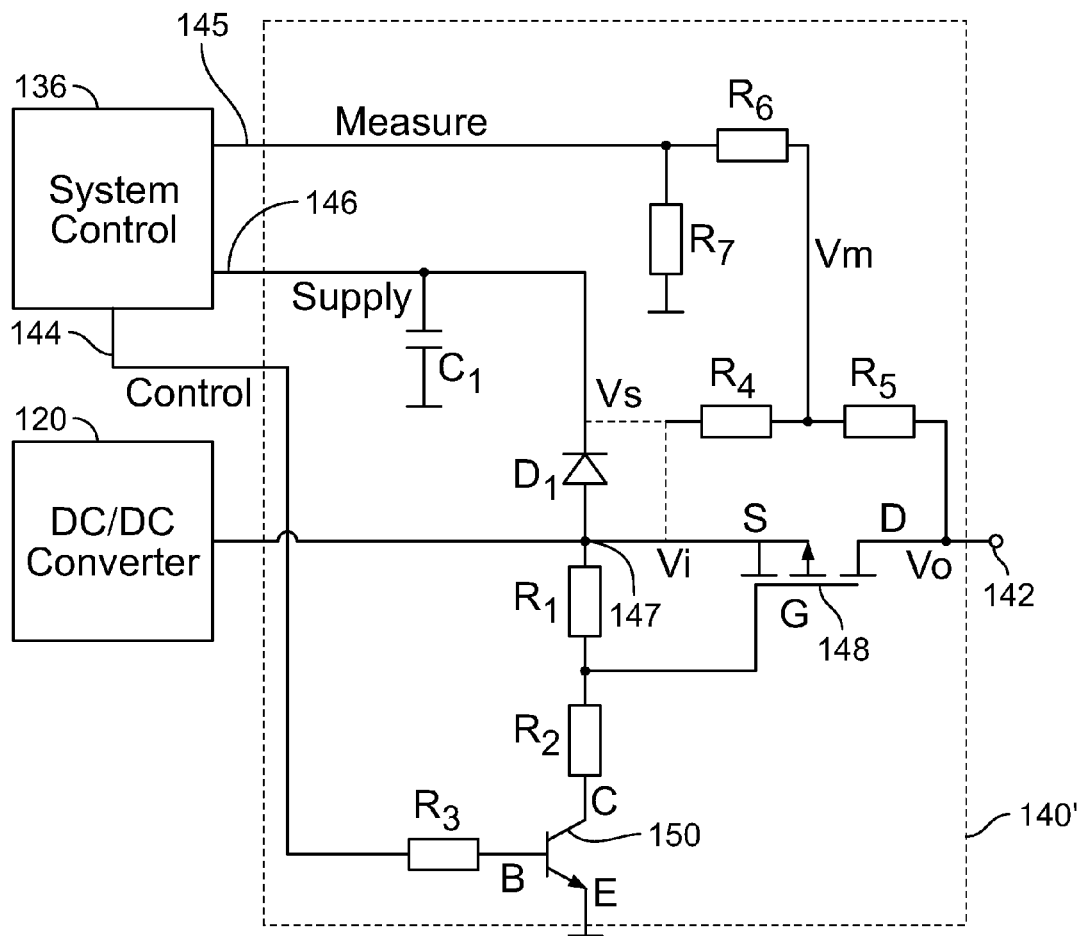 145
136
R6
Measure
System
Control
146
R7
Vm
Supply
144
C1
Control
R4
R5
Vs
120
D1
DC/DC
Converter
S
D
Vi
Vo
142
R1
147
G
148
R2
C
R3
150
140'
B
E